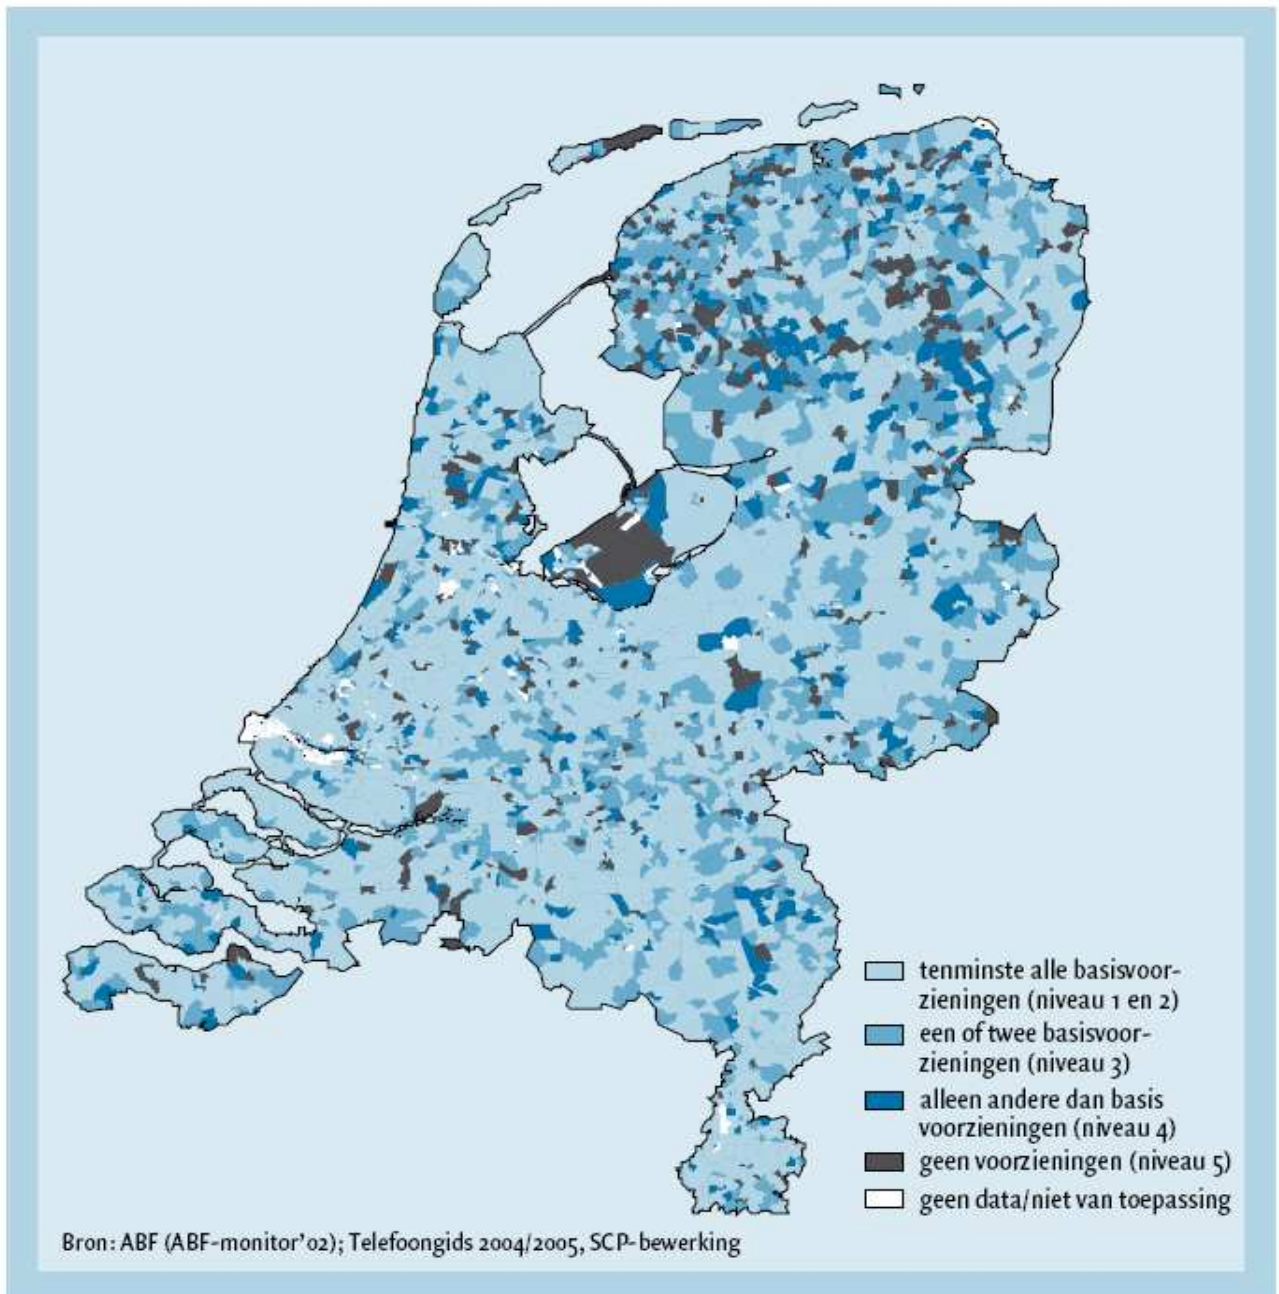 tenminste alle basisvoor-
zieningen (niveau 1 en 2)
een of twee basisvoor-
zieningen (niveau 3)
alleen andere dan basis
voorzieningen (niveau 4)
geen voorzieningen (niveau 5)
geen data/niet van toepassing
Bron: ABF (ABF-monitor'02); Telefoongids 2004/2005, SCP-bewerking